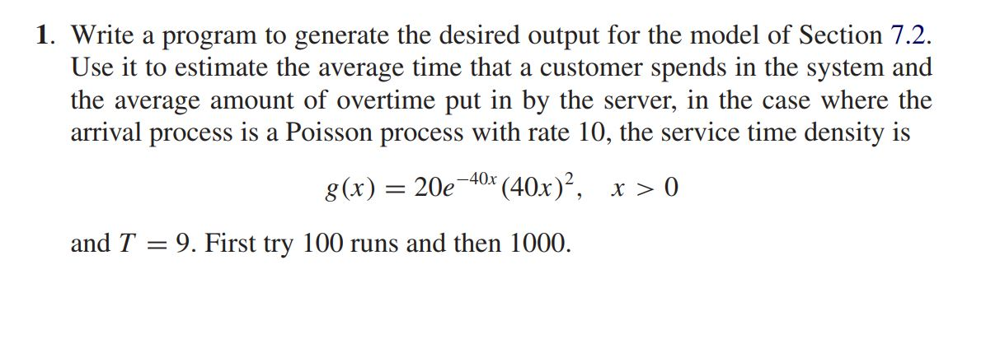 1. Write a program to generate the desired output for the model of Section 7.2.
Use it to estimate the average time that a customer spends in the system and
the average amount of overtime put in by the server, in the case where the
arrival process is a Poisson process with rate 10, the service time density is
g(x) = 20e⁻⁴⁰ˣ(40x)², x > 0
and T = 9. First try 100 runs and then 1000.